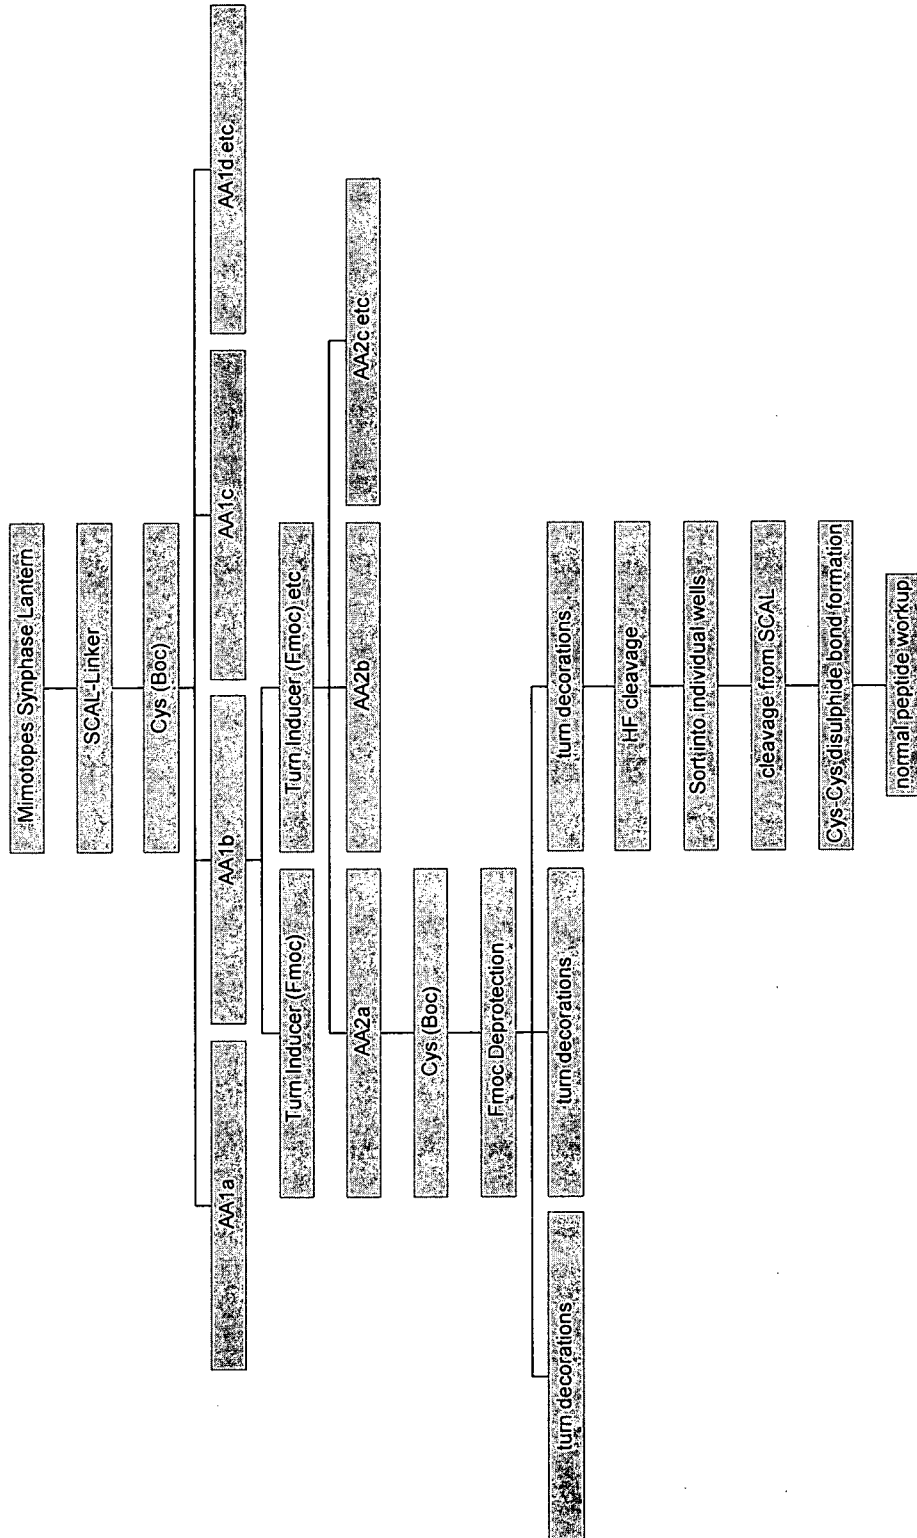 Mimotopes Synphase Lantern
SCAL-Linker
Cys (Boc)
AA1a
AA1b
AA1c
AA1d etc
Turn Inducer (Fmoc)
Turn Inducer (Fmoc) etc
AA2a
AA2b
AA2c etc
Cys (Boc)
Fmoc Deprotection
turn decorations
turn decorations
turn decorations
HF cleavage
Sort into individual wells
cleavage from SCAL
Cys-Cys disulphide bond formation
normal peptide workup